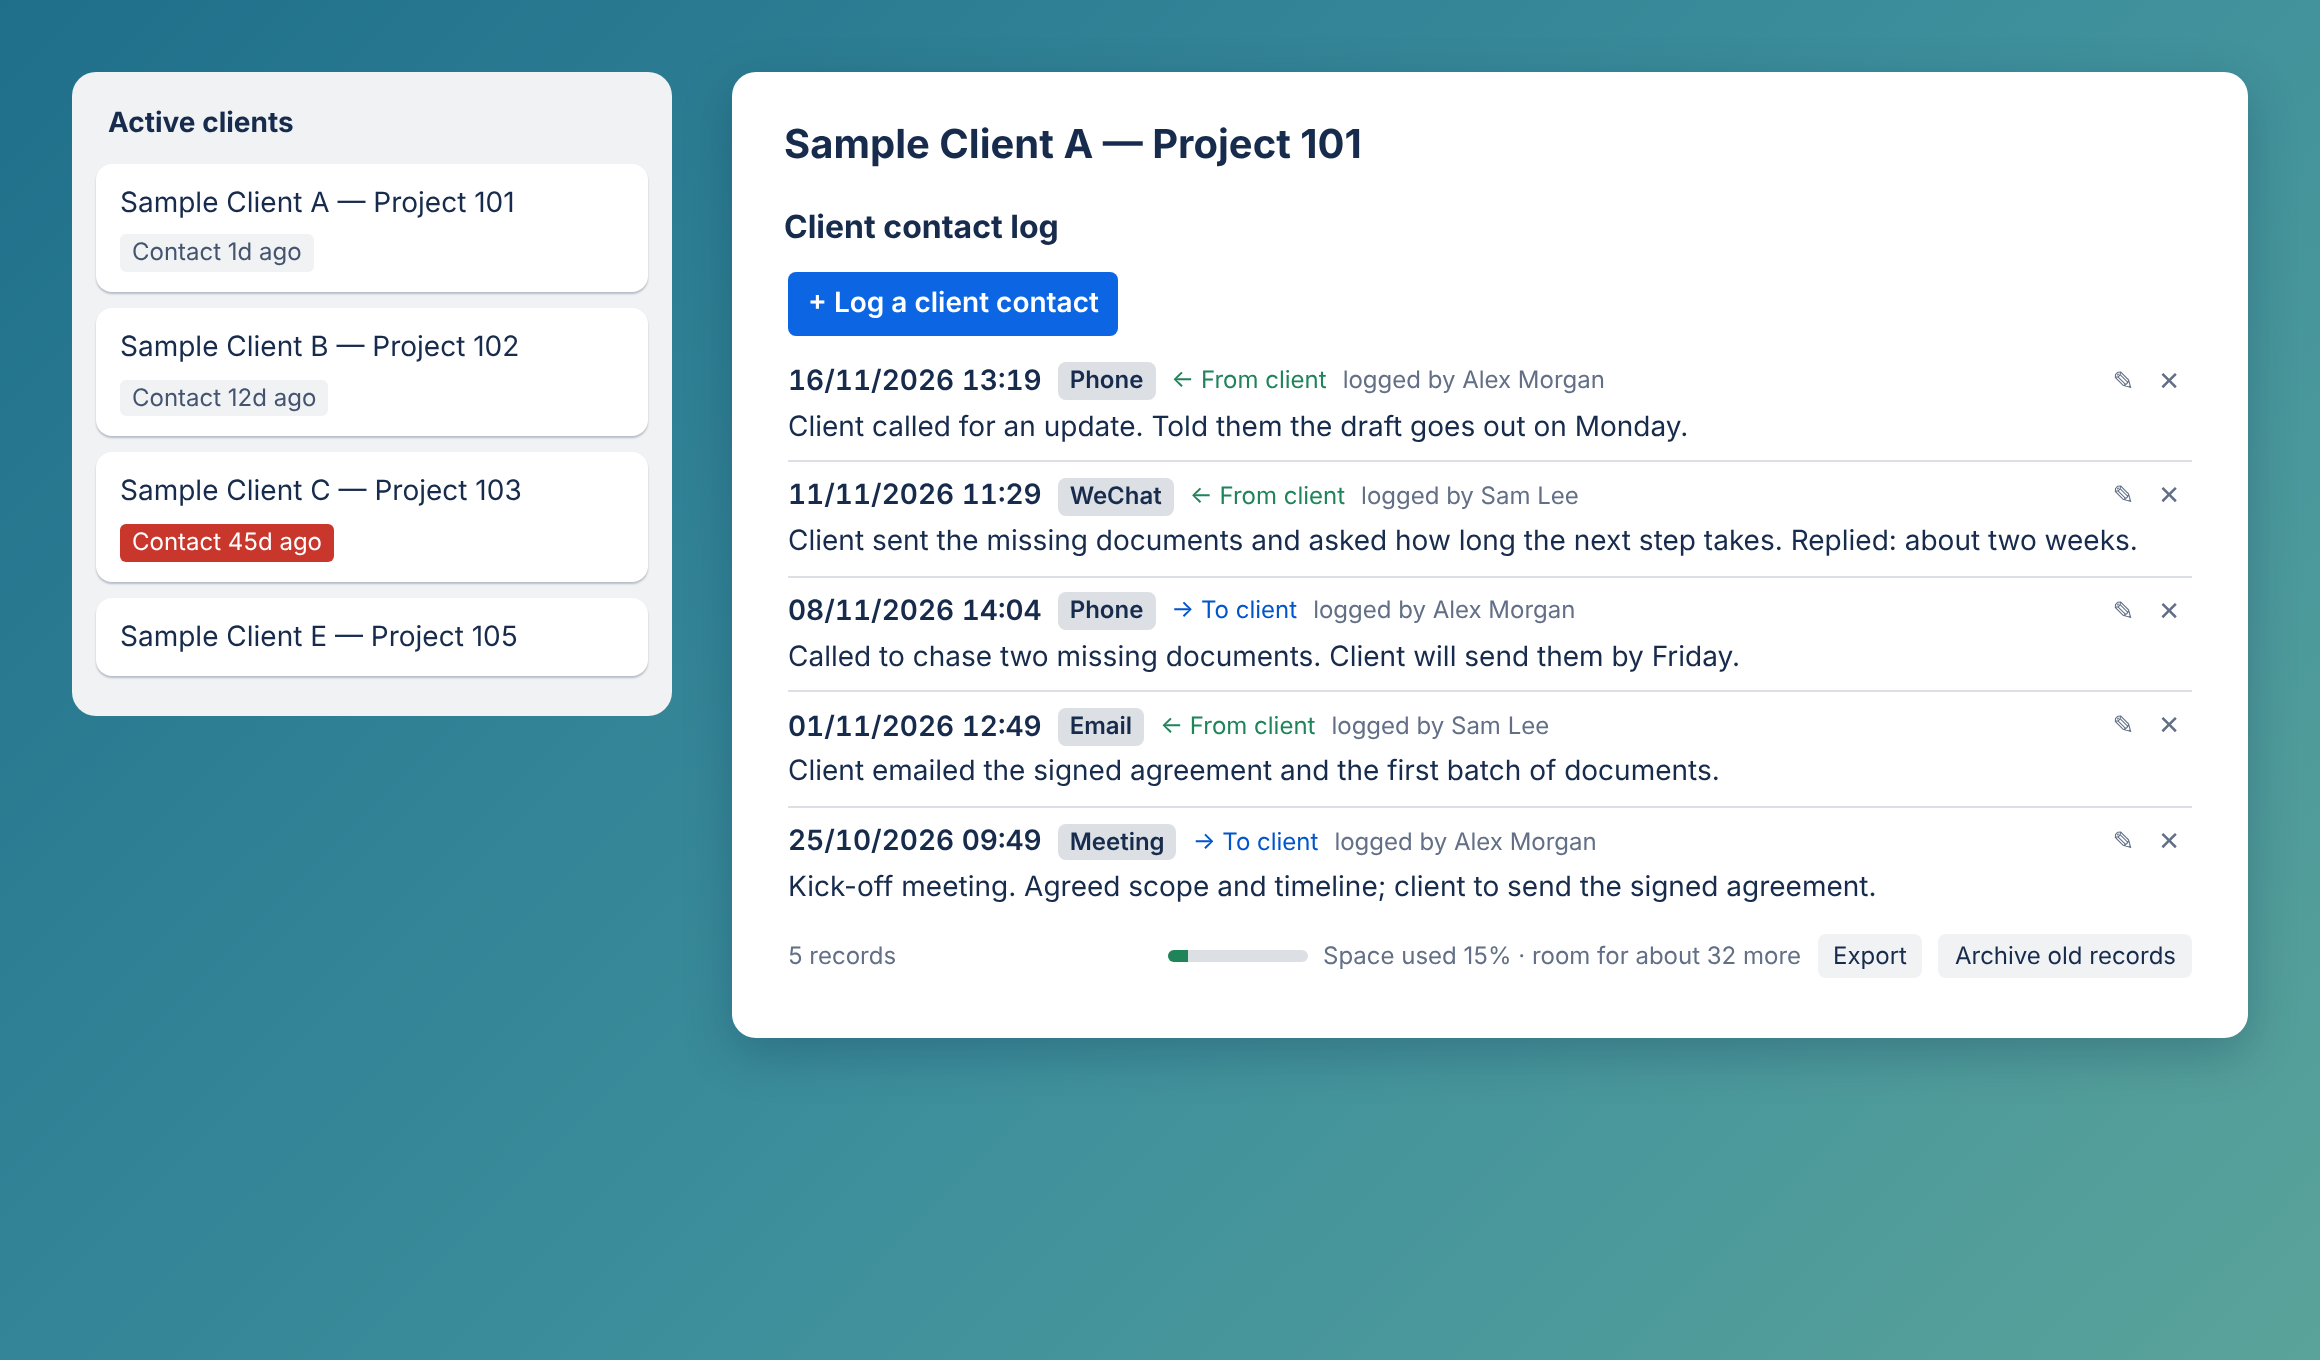 Active clients
Sample Client A — Project 101
Contact 1d ago
Sample Client B — Project 102
Contact 12d ago
Sample Client C — Project 103
Contact 45d ago
Sample Client E — Project 105
Sample Client A — Project 101
Client contact log
+ Log a client contact
16/11/2026 13:19 Phone ← From client logged by Alex Morgan ✎ ✕
Client called for an update. Told them the draft goes out on Monday.
11/11/2026 11:29 WeChat ← From client logged by Sam Lee ✎ ✕
Client sent the missing documents and asked how long the next step takes. Replied: about two weeks.
08/11/2026 14:04 Phone → To client logged by Alex Morgan ✎ ✕
Called to chase two missing documents. Client will send them by Friday.
01/11/2026 12:49 Email ← From client logged by Sam Lee ✎ ✕
Client emailed the signed agreement and the first batch of documents.
25/10/2026 09:49 Meeting → To client logged by Alex Morgan ✎ ✕
Kick-off meeting. Agreed scope and timeline; client to send the signed agreement.
5 records Space used 15% · room for about 32 more Export Archive old records